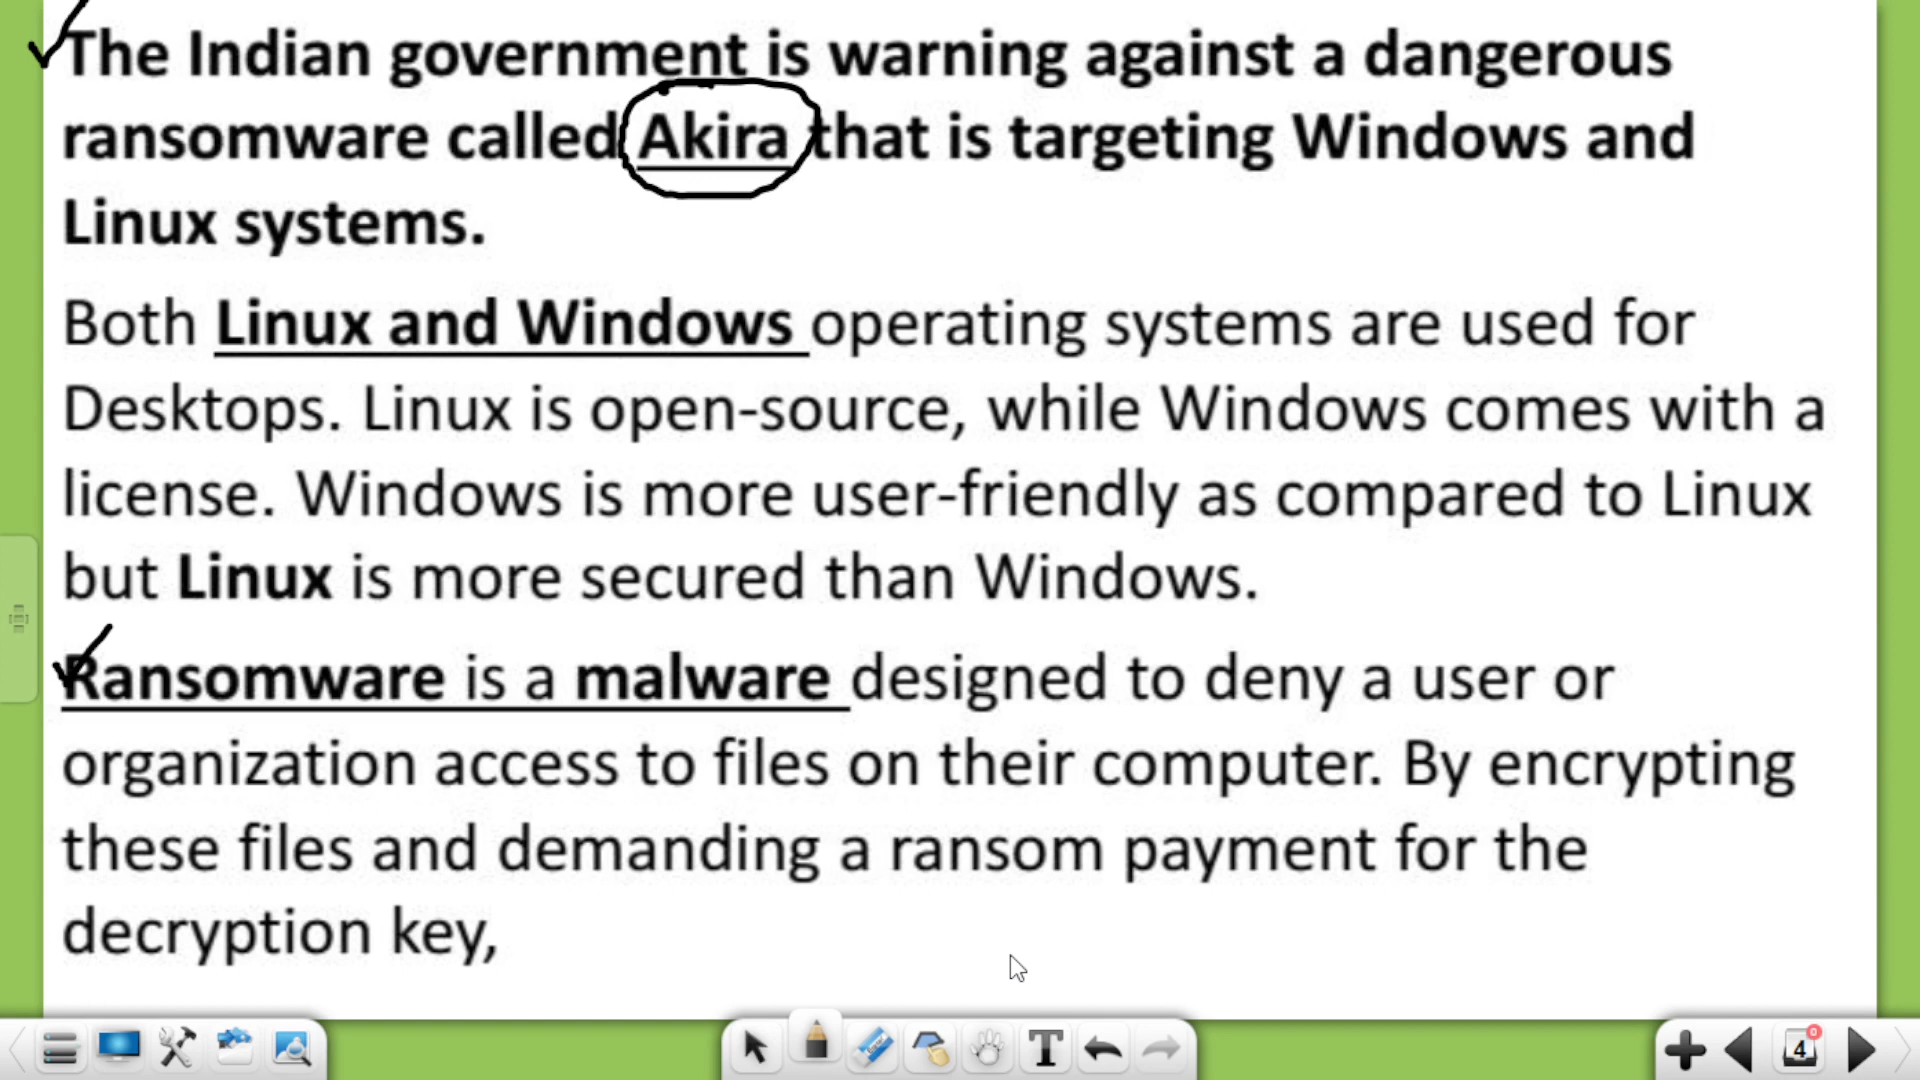 The Indian government is warning against a dangerous
ransomware called Akira that is targeting Windows and
Linux systems.
Both Linux and Windows operating systems are used for
Desktops. Linux is open-source, while Windows comes with a
license. Windows is more user-friendly as compared to Linux
but Linux is more secured than Windows.
Ransomware is a malware designed to deny a user or
organization access to files on their computer. By encrypting
these files and demanding a ransom payment for the
decryption key,
T
4
0